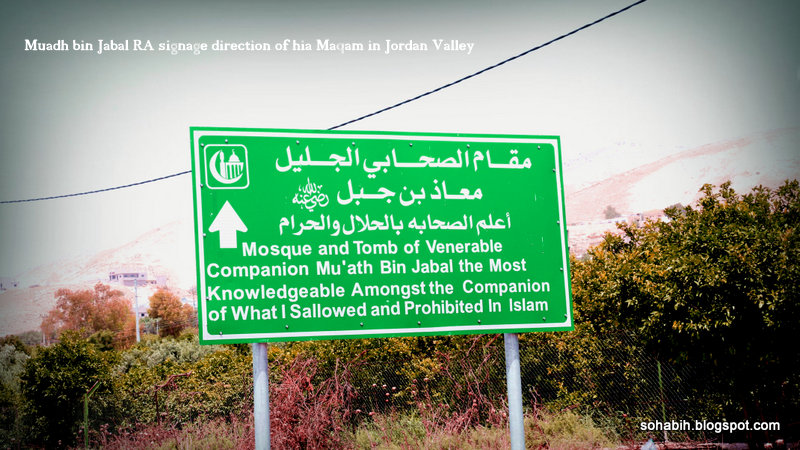 Muadh bin Jabal RA signage direction of hia Maqam in Jordan Valley
مقام الصحابي الجليل
معاذ بن جبل رضي الله عنه
أعلم الصحابه بالحلال والحرام
Mosque and Tomb of Venerable
Companion Mu'ath Bin Jabal the Most
Knowledgeable Amongst the Companion
of What I Sallowed and Prohibited In Islam
sohabih.blogspot.com